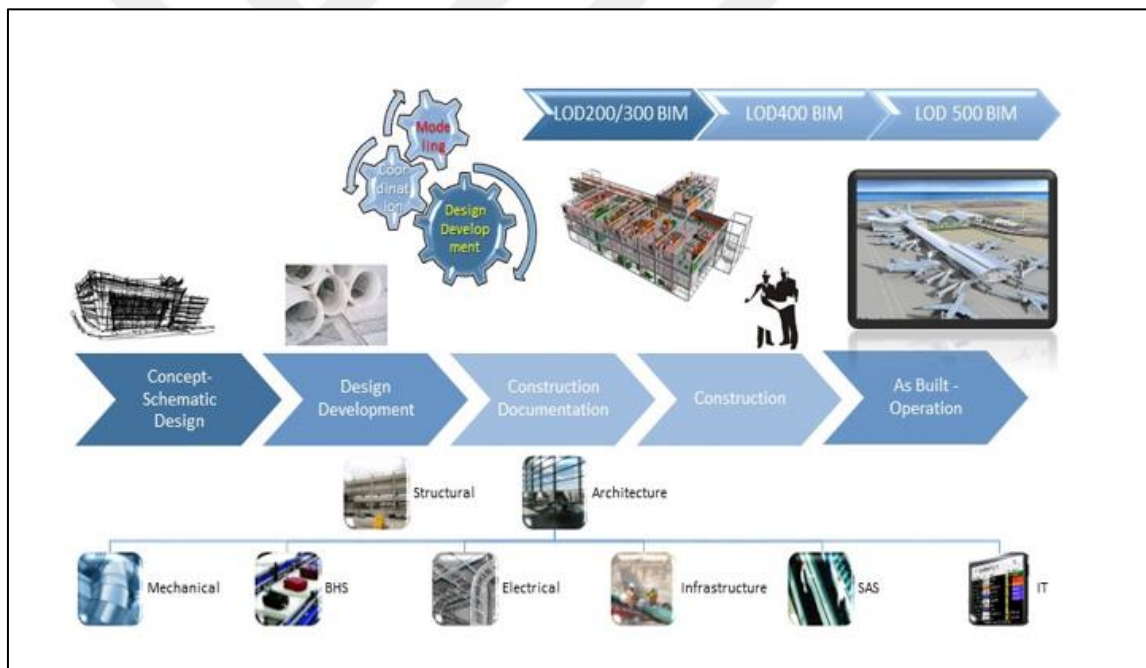 LOD200/300 BIM
LOD400 BIM
LOD 500 BIM
Mode
ling
Coor
dinat
ion
Design
Develop
ment
Concept-
Schematic
Design
Design
Development
Construction
Documentation
Construction
As Built -
Operation
Structural
Architecture
Mechanical
BHS
Electrical
Infrastructure
SAS
IT